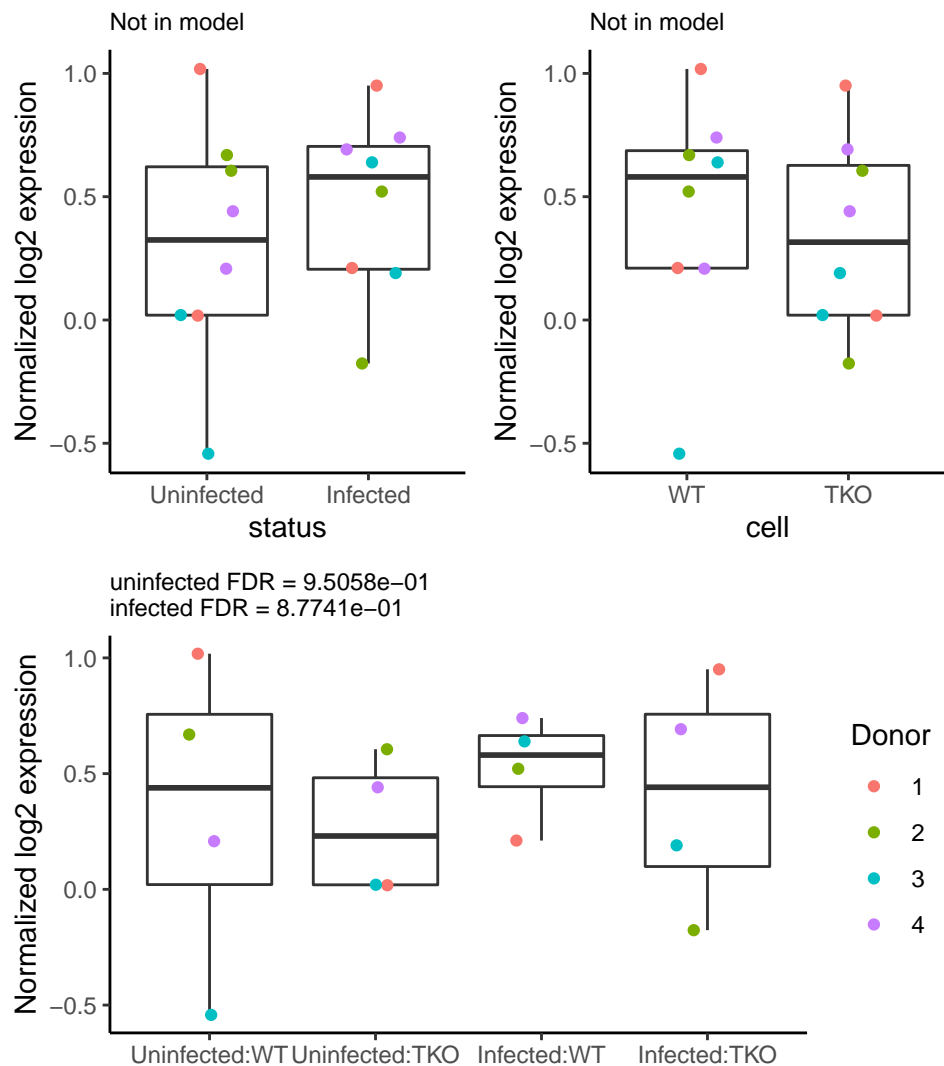 Not in model
Normalized log2 expression
1.0
0.5
0.0
−0.5
Uninfected
Infected
status
Not in model
Normalized log2 expression
1.0
0.5
0.0
−0.5
WT
TKO
cell
uninfected FDR = 9.5058e−01
infected FDR = 8.7741e−01
Normalized log2 expression
1.0
0.5
0.0
−0.5
Uninfected:WT
Uninfected:TKO
Infected:WT
Infected:TKO
Donor
1
2
3
4